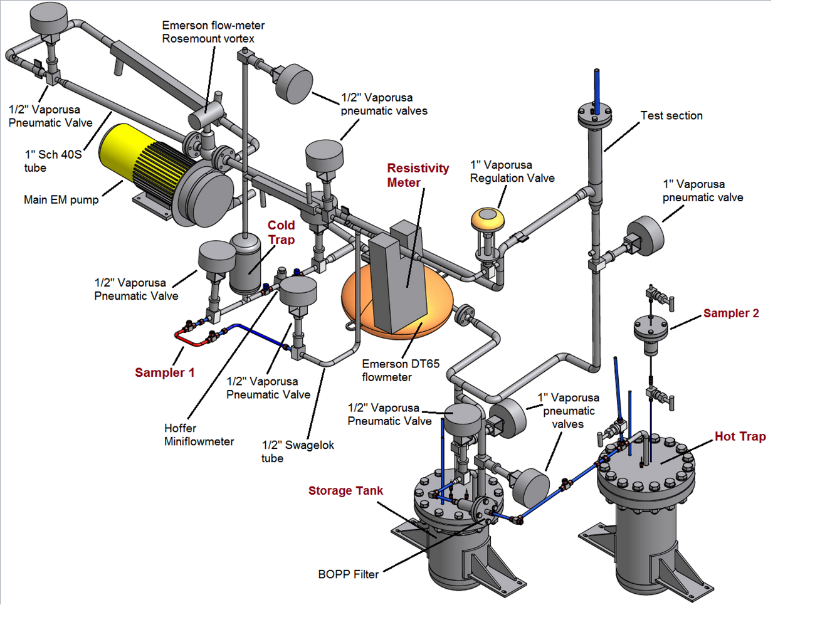 Emerson flow-meter
Rosemount vortex
1/2" Vaporusa
Pneumatic Valve
1/2" Vaporusa
pneumatic valves
Test section
1" Sch 40S
tube
Resistivity
Meter
1" Vaporusa
Regulation Valve
1" Vaporusa
pneumatic valve
Main EM pump
Cold
Trap
1/2" Vaporusa
Pneumatic Valve
Sampler 2
Sampler 1
Emerson DT65
flowmeter
1/2" Vaporusa
Pneumatic Valve
1/2" Vaporusa
Pneumatic Valve
1" Vaporusa
pneumatic
valves
Hoffer
Miniflowmeter
1/2" Swagelok
tube
Hot Trap
Storage Tank
BOPP Filter